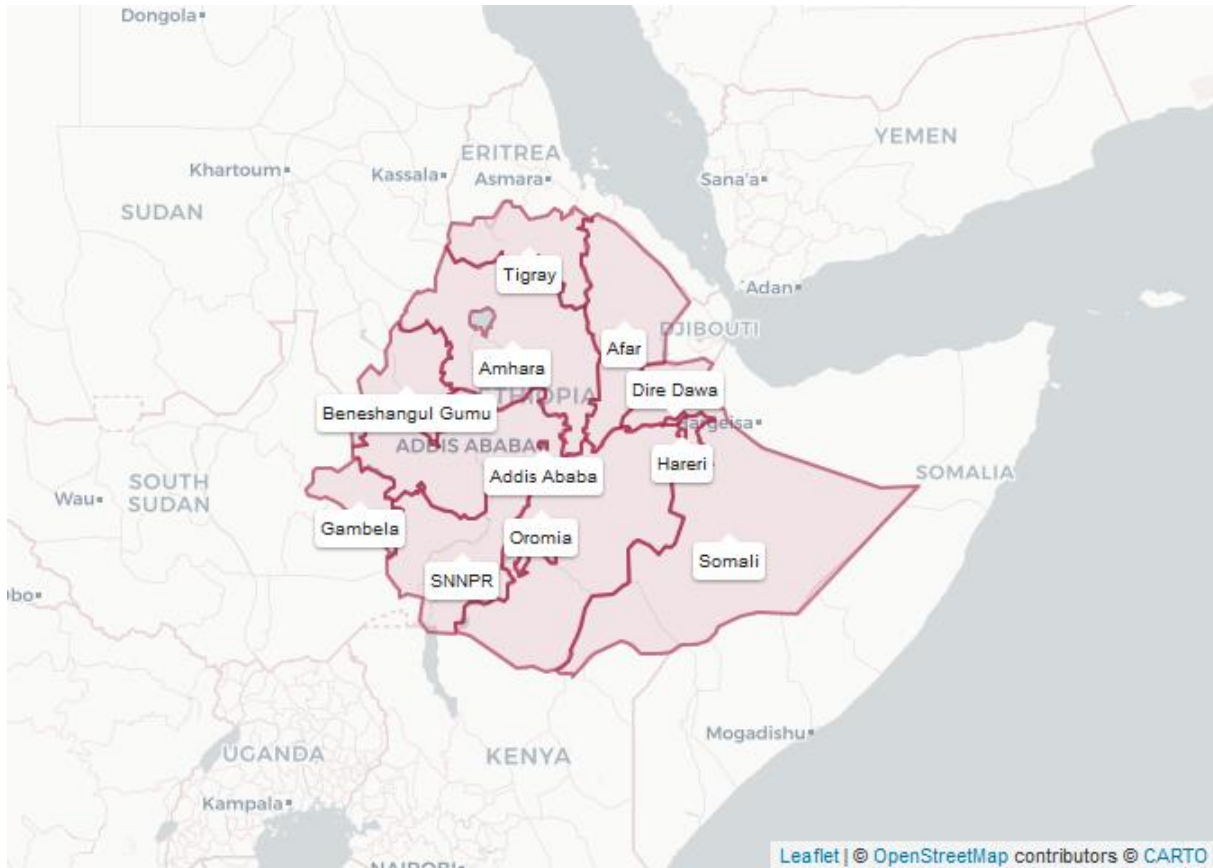 Dongola
YEMEN
ERITREA
Khartoum
Kassala
Asmara
Sana'a
SUDAN
Tigray
Adan
DJIBOUTI
Afar
Amhara
Dire Dawa
Beneshangul Gumu
ADDIS ABABA
Hareri
SOMALIA
Addis Ababa
SOUTH
SUDAN
Wau
Gambela
Oromia
Somali
SNNPR
Mogadishu
UGANDA
KENYA
Kampala
Leaflet | © OpenStreetMap contributors © CARTO